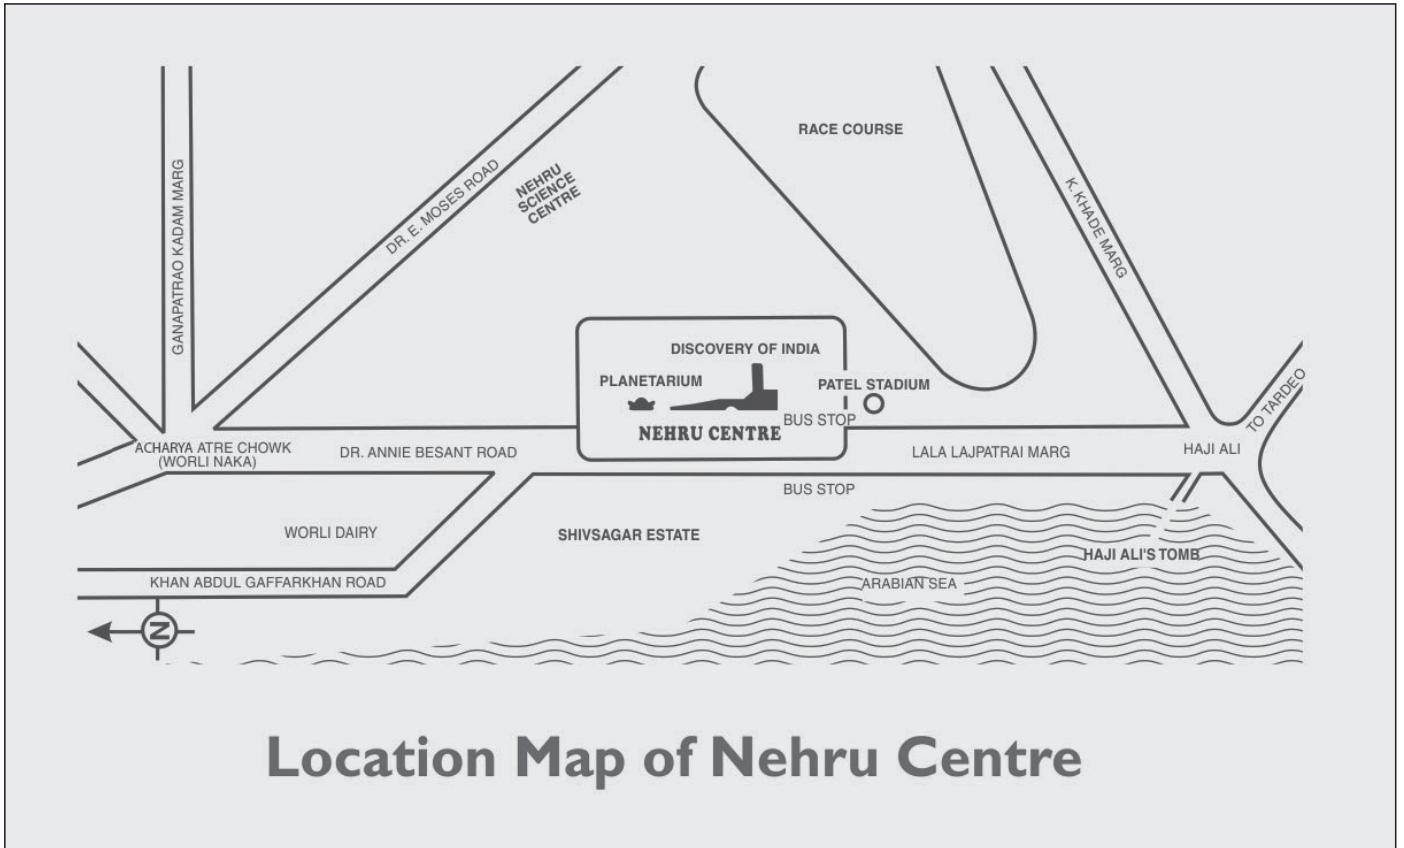 RACE COURSE
GANAPATRAO KADAM MARG
DR. E. MOSES ROAD
NEHRU
SCIENCE
CENTRE
K. KHADE MARG
DISCOVERY OF INDIA
PLANETARIUM
PATEL STADIUM
TO TARDEO
BUS STOP
NEHRU CENTRE
ACHARYA ATRE CHOWK
(WORLI NAKA)
DR. ANNIE BESANT ROAD
LALA LAJPATRAI MARG
HAJI ALI
BUS STOP
WORLI DAIRY
SHIVSAGAR ESTATE
HAJI ALI'S TOMB
KHAN ABDUL GAFFARKHAN ROAD
ARABIAN SEA
N
Location Map of Nehru Centre